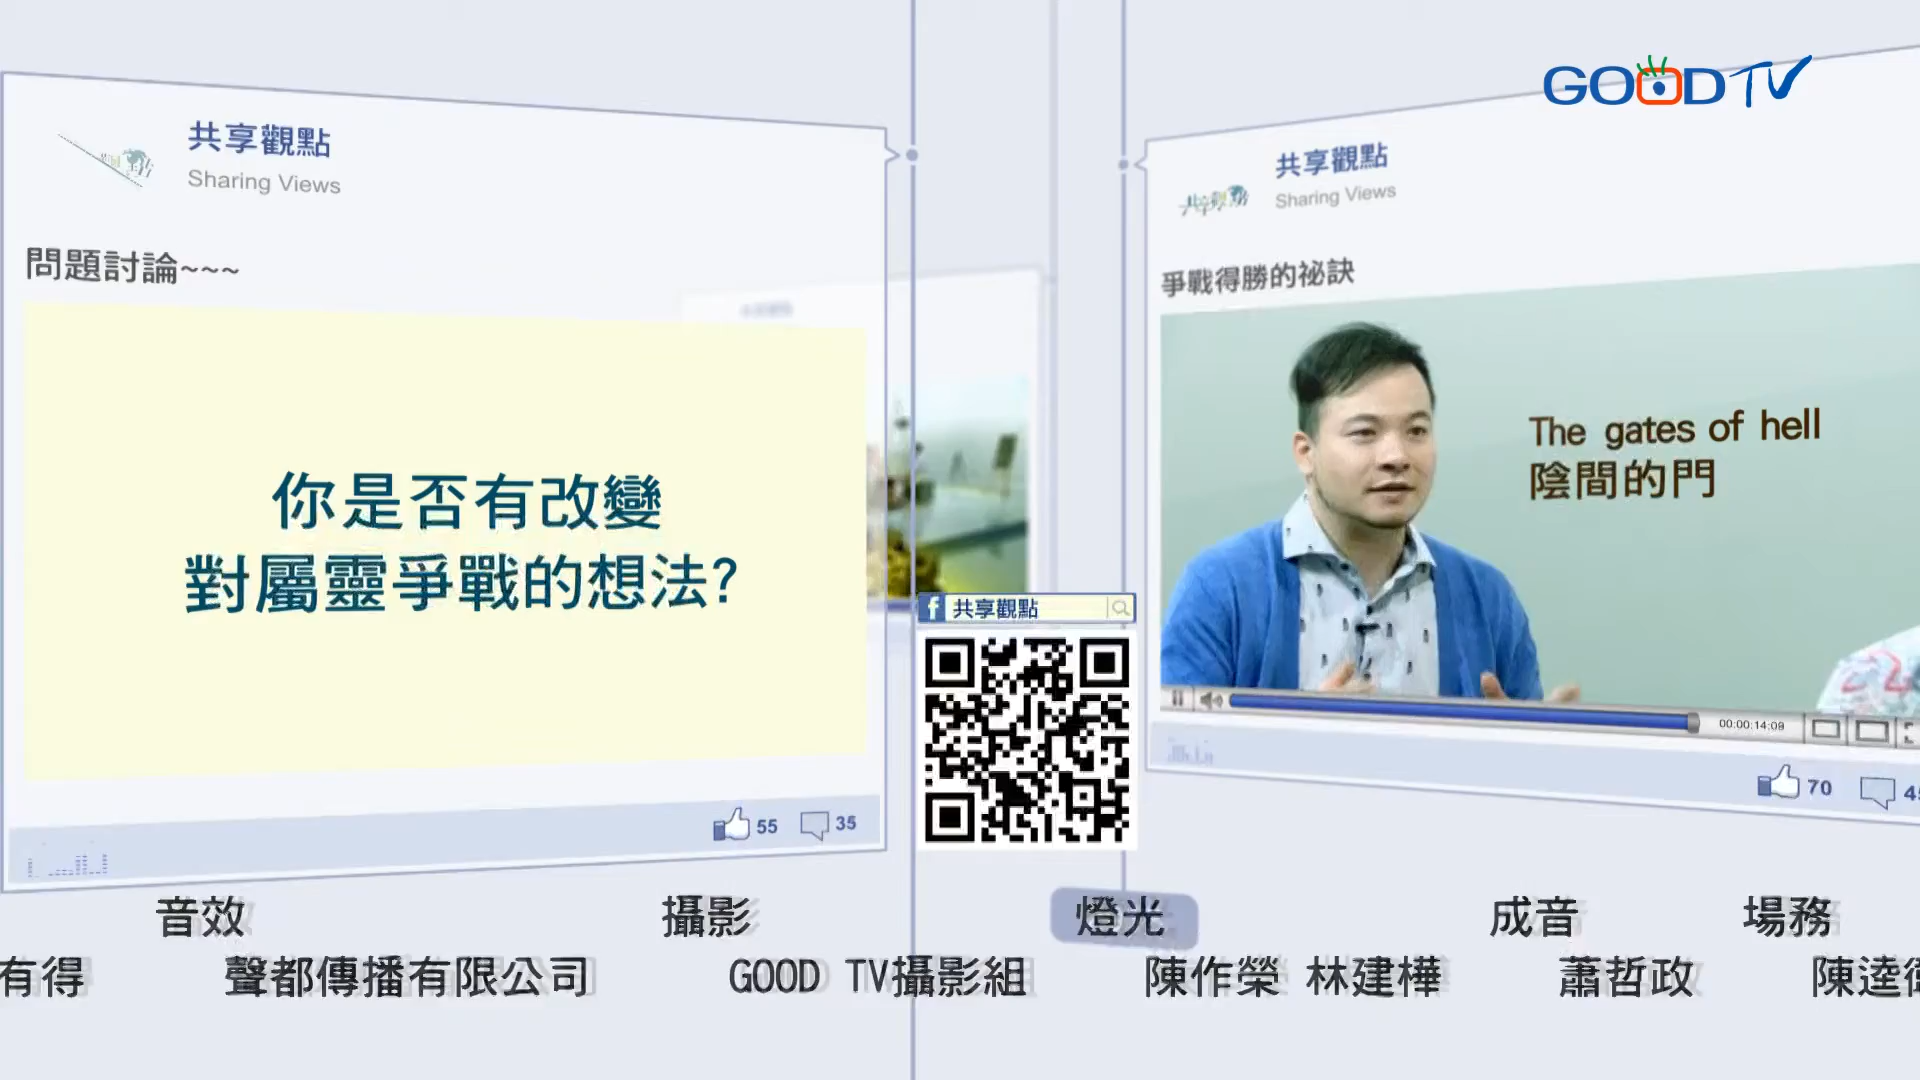 GOOD TV
共享觀點
Sharing Views
問題討論~~~
你是否有改變
對屬靈爭戰的想法?
55
35
共享觀點
Sharing Views
爭戰得勝的祕訣
The gates of hell
陰間的門
00:00:14:09
70
共享觀點
音效
攝影
燈光
成音
場務
有得
聲都傳播有限公司
GOOD TV攝影組
陳作榮 林建樺
蕭哲政